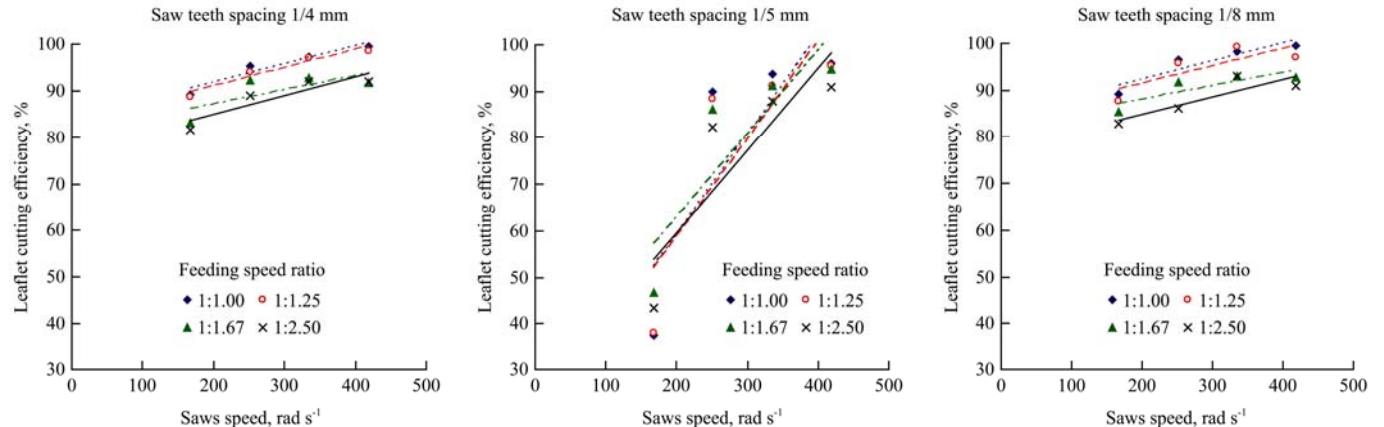 Saw teeth spacing 1/4 mm
Leaflet cutting efficiency, %
100
90
80
70
60
50
40
30
Feeding speed ratio
1:1.00 1:1.25
1:1.67 1:2.50
0 100 200 300 400 500
Saws speed, rad s⁻¹
Saw teeth spacing 1/5 mm
Leaflet cutting efficiency, %
100
90
80
70
60
50
40
30
Feeding speed ratio
1:1.00 1:1.25
1:1.67 1:2.50
0 100 200 300 400 500
Saws speed, rad s⁻¹
Saw teeth spacing 1/8 mm
Leaflet cutting efficiency, %
100
90
80
70
60
50
40
30
Feeding speed ratio
1:1.00 1:1.25
1:1.67 1:2.50
0 100 200 300 400 500
Saws speed, rad s⁻¹